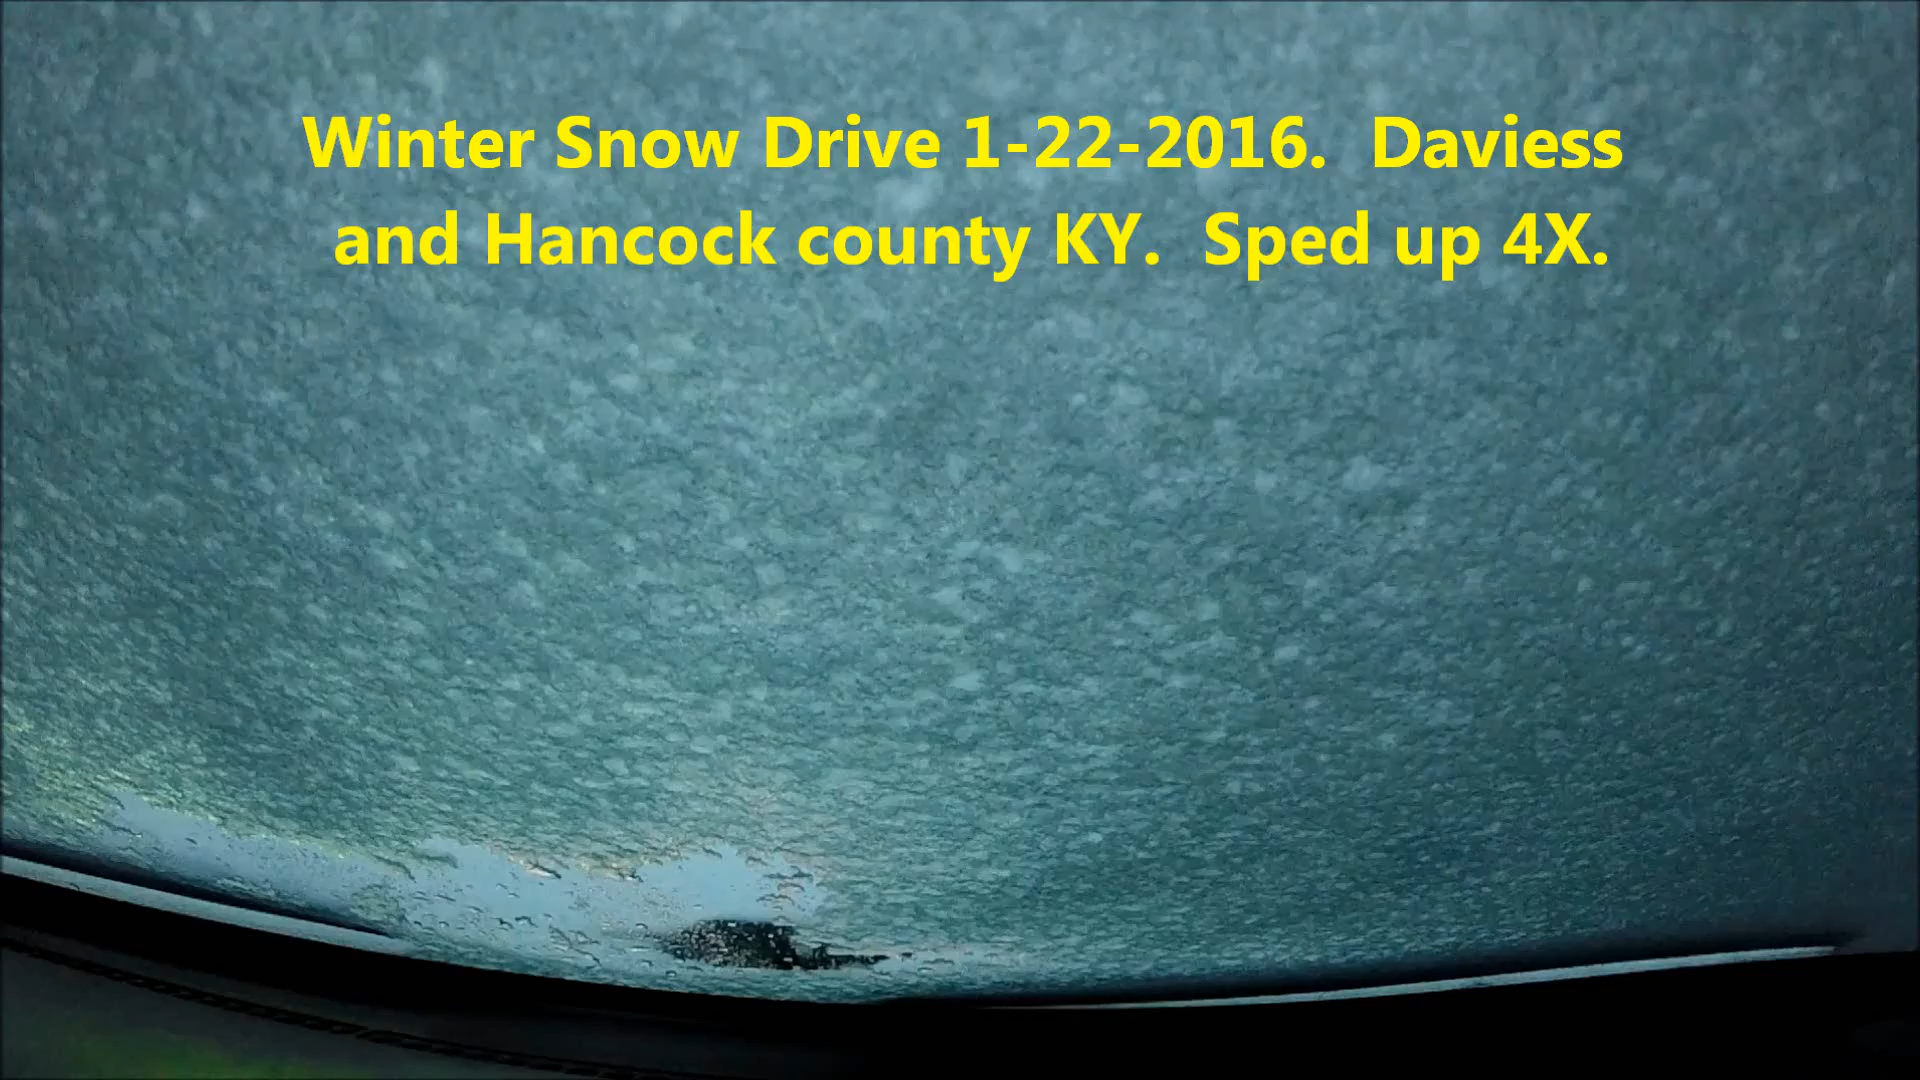 Winter Snow Drive 1-22-2016.  Daviess
and Hancock county KY.  Sped up 4X.